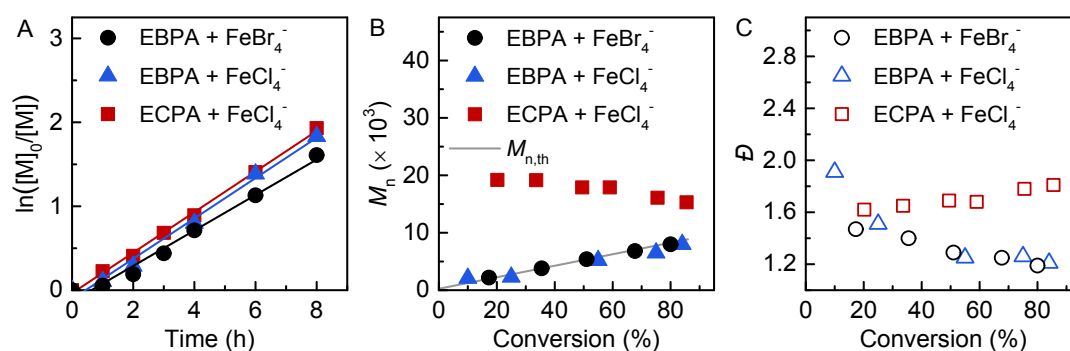 A
EBPA + FeBr₄⁻
EBPA + FeCl₄⁻
ECPA + FeCl₄⁻
3
2
1
0
ln([M]₀/[M])
0 2 4 6 8
Time (h)
B
EBPA + FeBr₄⁻
EBPA + FeCl₄⁻
ECPA + FeCl₄⁻
Mn,th
40
30
20
10
0
Mn (× 10³)
0 20 40 60 80
Conversion (%)
C
EBPA + FeBr₄⁻
EBPA + FeCl₄⁻
ECPA + FeCl₄⁻
2.8
2.4
2.0
1.6
1.2
Đ
0 20 40 60 80
Conversion (%)